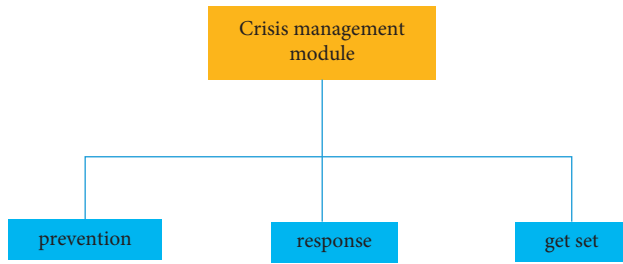 Crisis management
module
prevention
response
get set